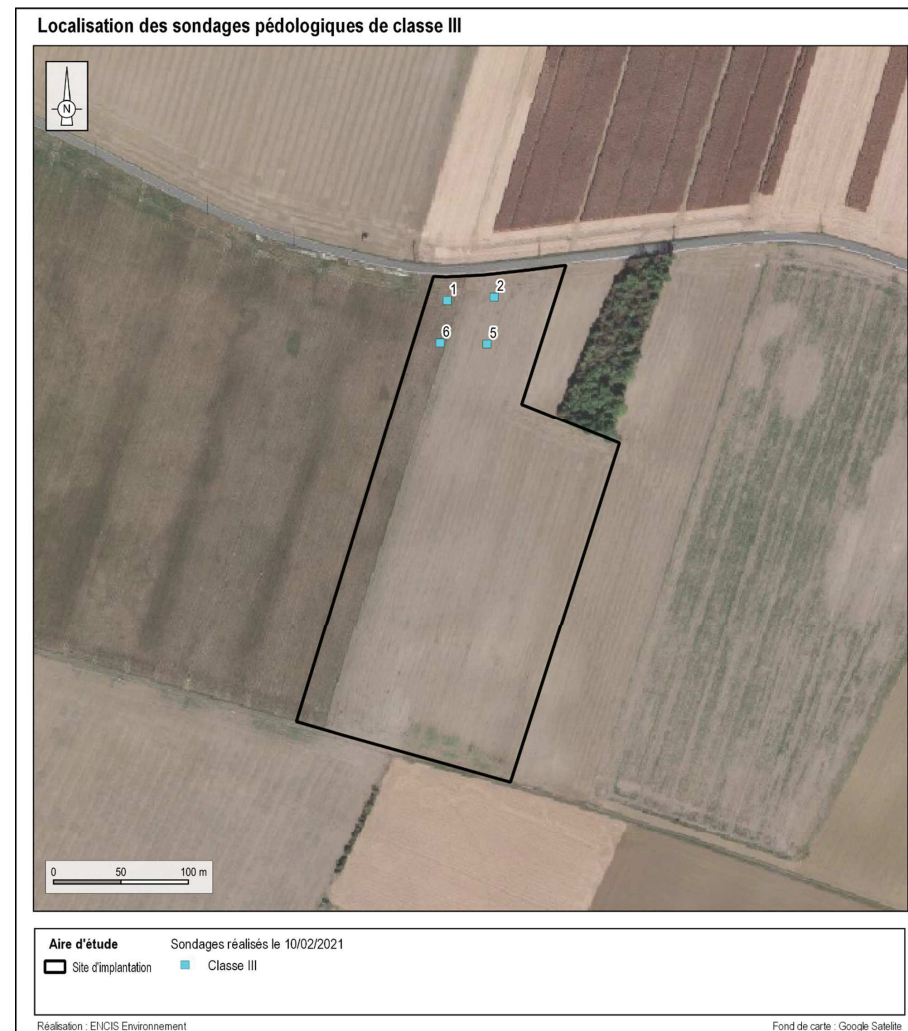 Localisation des sondages pédologiques de classe III
N
1
2
6
5
0 50 100 m
Aire d'étude
Sondages réalisés le 10/02/2021
Site d'implantation
Classe III
Réalisation : ENCIS Environnement
Fond de carte : Google Satelite